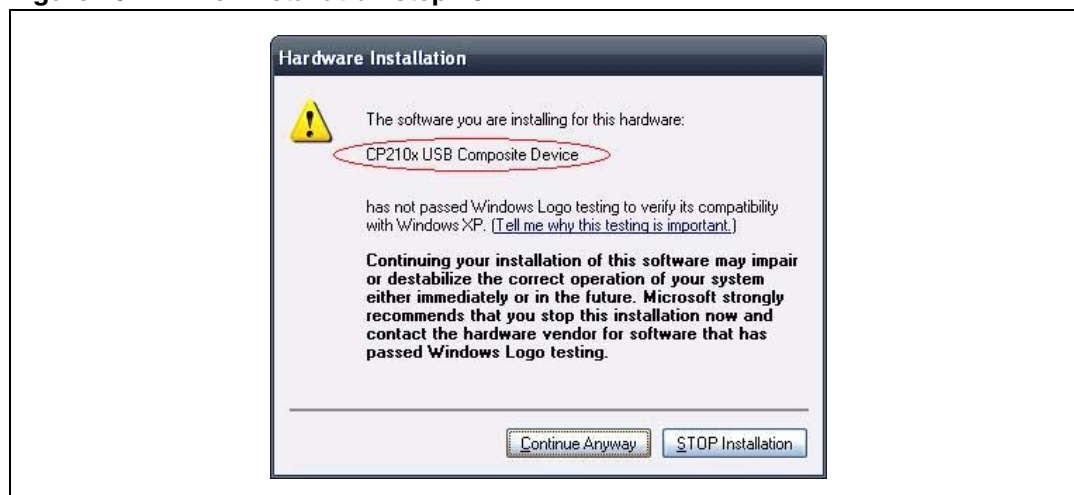 Hardware Installation
The software you are installing for this hardware:
CP210x USB Composite Device
has not passed Windows Logo testing to verify its compatibility
with Windows XP. (Tell me why this testing is important.)
Continuing your installation of this software may impair
or destabilize the correct operation of your system
either immediately or in the future. Microsoft strongly
recommends that you stop this installation now and
contact the hardware vendor for software that has
passed Windows Logo testing.
Continue Anyway STOP Installation